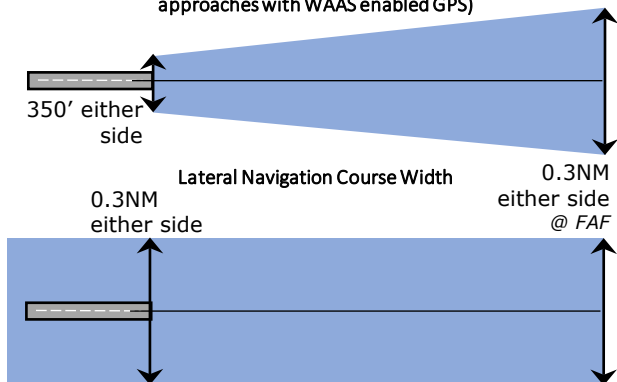 approaches with WAAS enabled GPS)
350’ either
side
Lateral Navigation Course Width
0.3NM
either side
@ FAF
0.3NM
either side